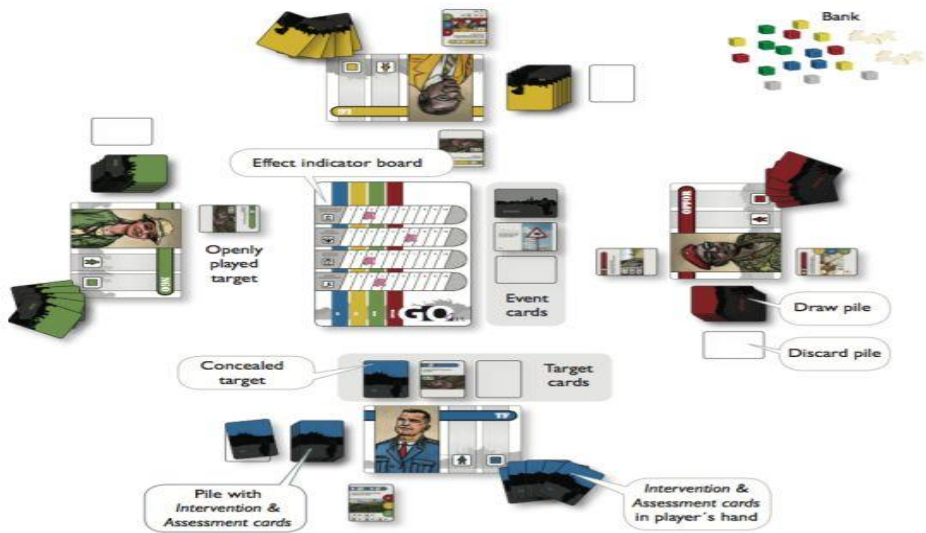 Bank
Effect indicator board
Openly
played
target
OPFOR
Event
cards
Draw pile
Discard pile
GO
Concealed
target
Target
cards
Pile with
Intervention &
Assessment cards
Intervention &
Assessment cards
in player´s hand